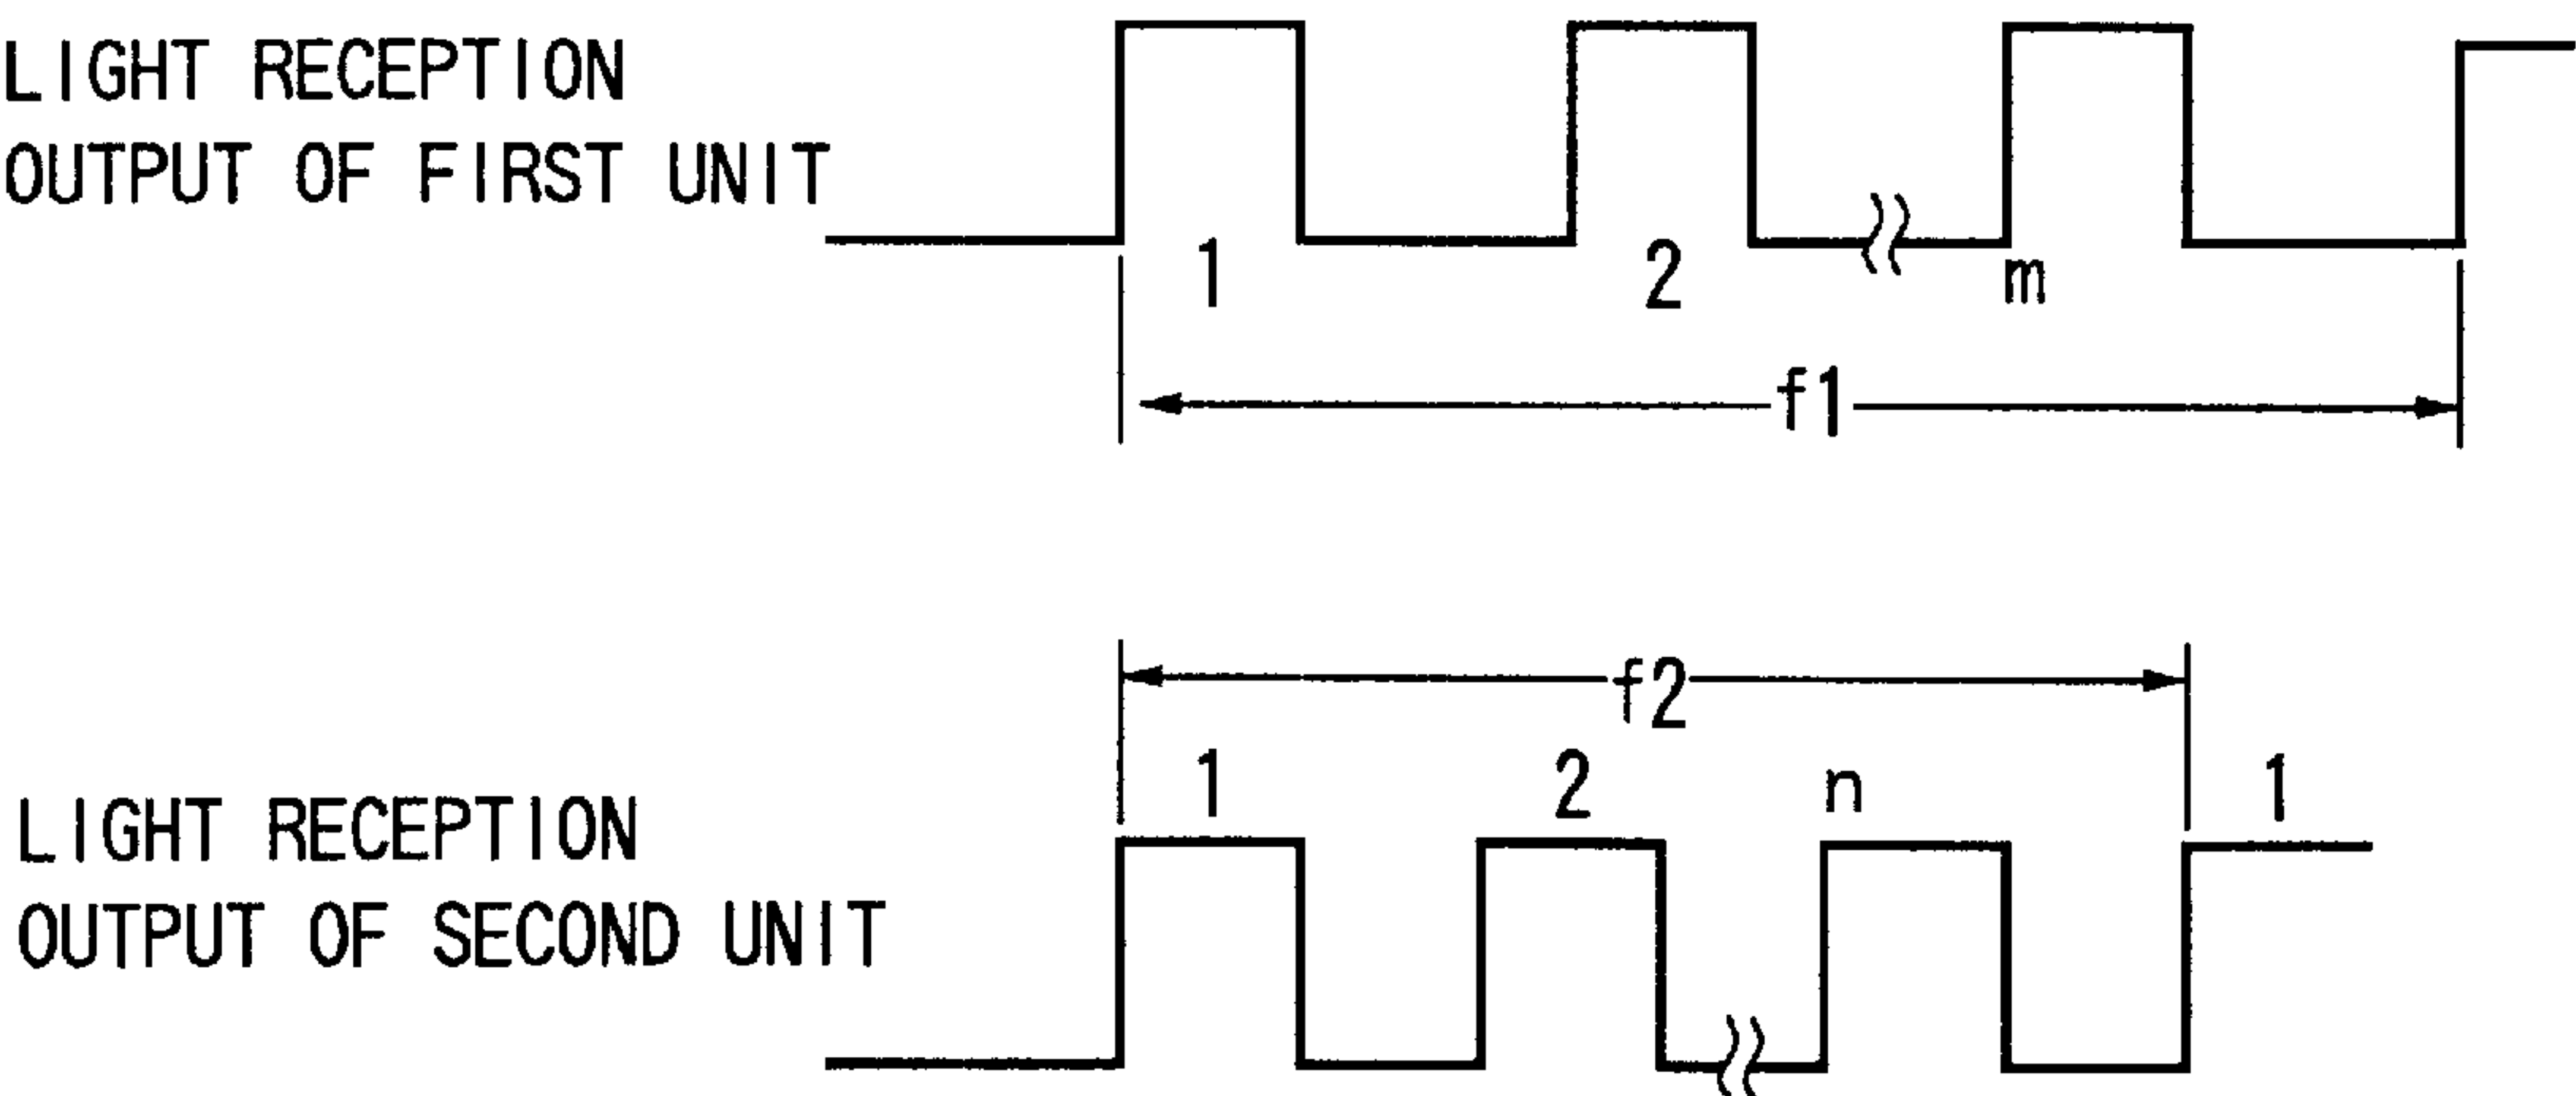 LIGHT RECEPTION
OUTPUT OF FIRST UNIT
1 2 m
f1
f2
1 2 n 1
LIGHT RECEPTION
OUTPUT OF SECOND UNIT